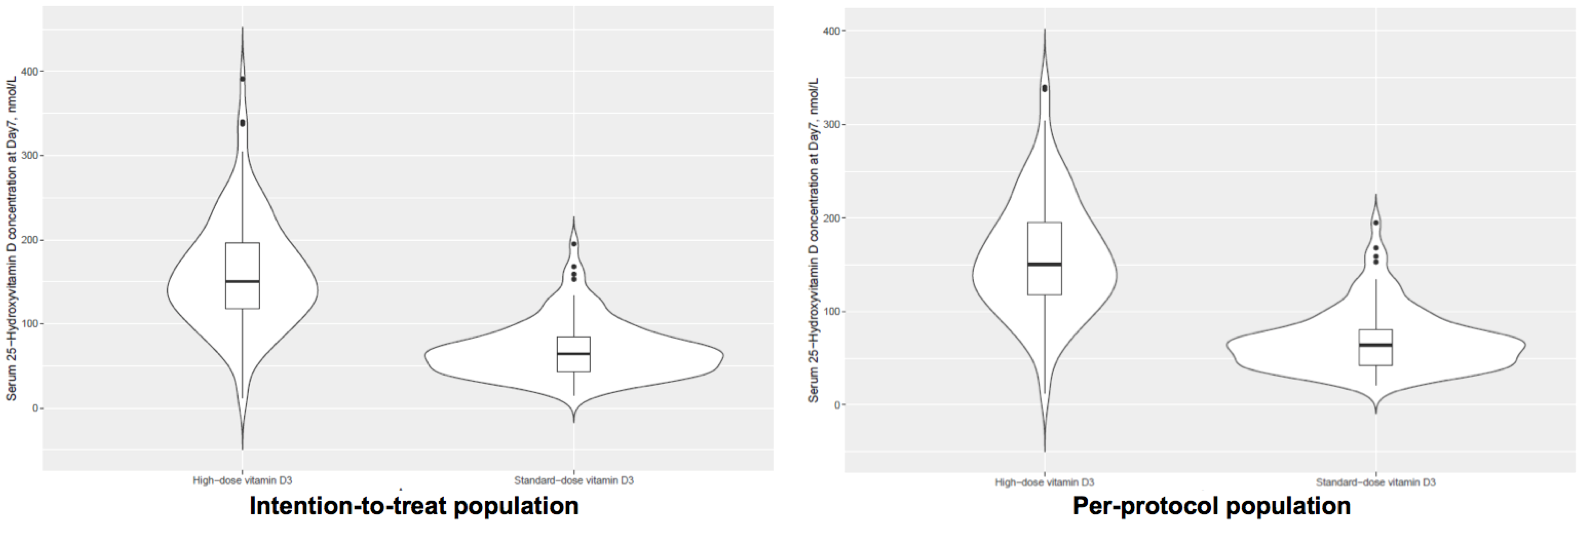 Serum 25−Hydroxyvitamin D concentration at Day7, nmol/L
400
300
200
100
0
High−dose vitamin D3
Standard−dose vitamin D3
Intention-to-treat population
Serum 25−Hydroxyvitamin D concentration at Day7, nmol/L
400
300
200
100
0
High−dose vitamin D3
Standard−dose vitamin D3
Per-protocol population